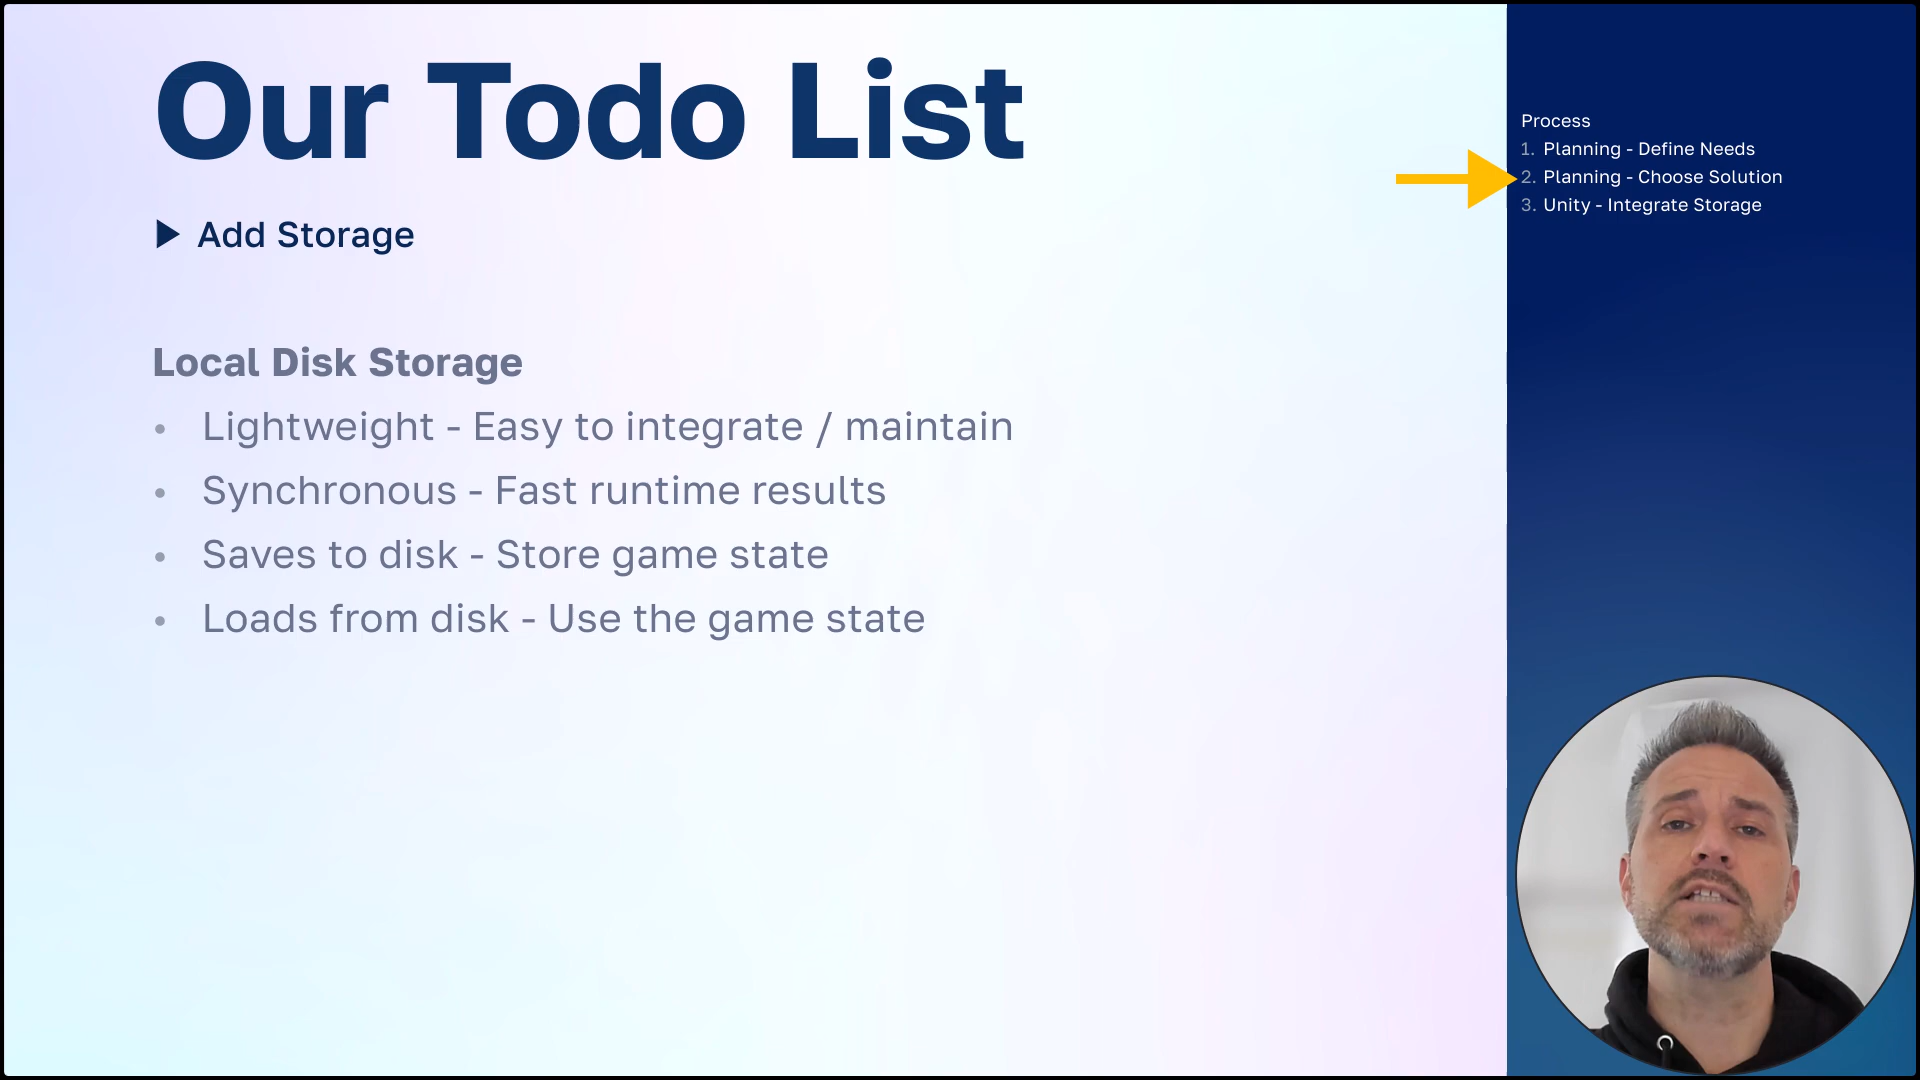 Our Todo List
▶ Add Storage
Local Disk Storage
• Lightweight - Easy to integrate / maintain
• Synchronous - Fast runtime results
• Saves to disk - Store game state
• Loads from disk - Use the game state
Process
1. Planning - Define Needs
2. Planning - Choose Solution
3. Unity - Integrate Storage